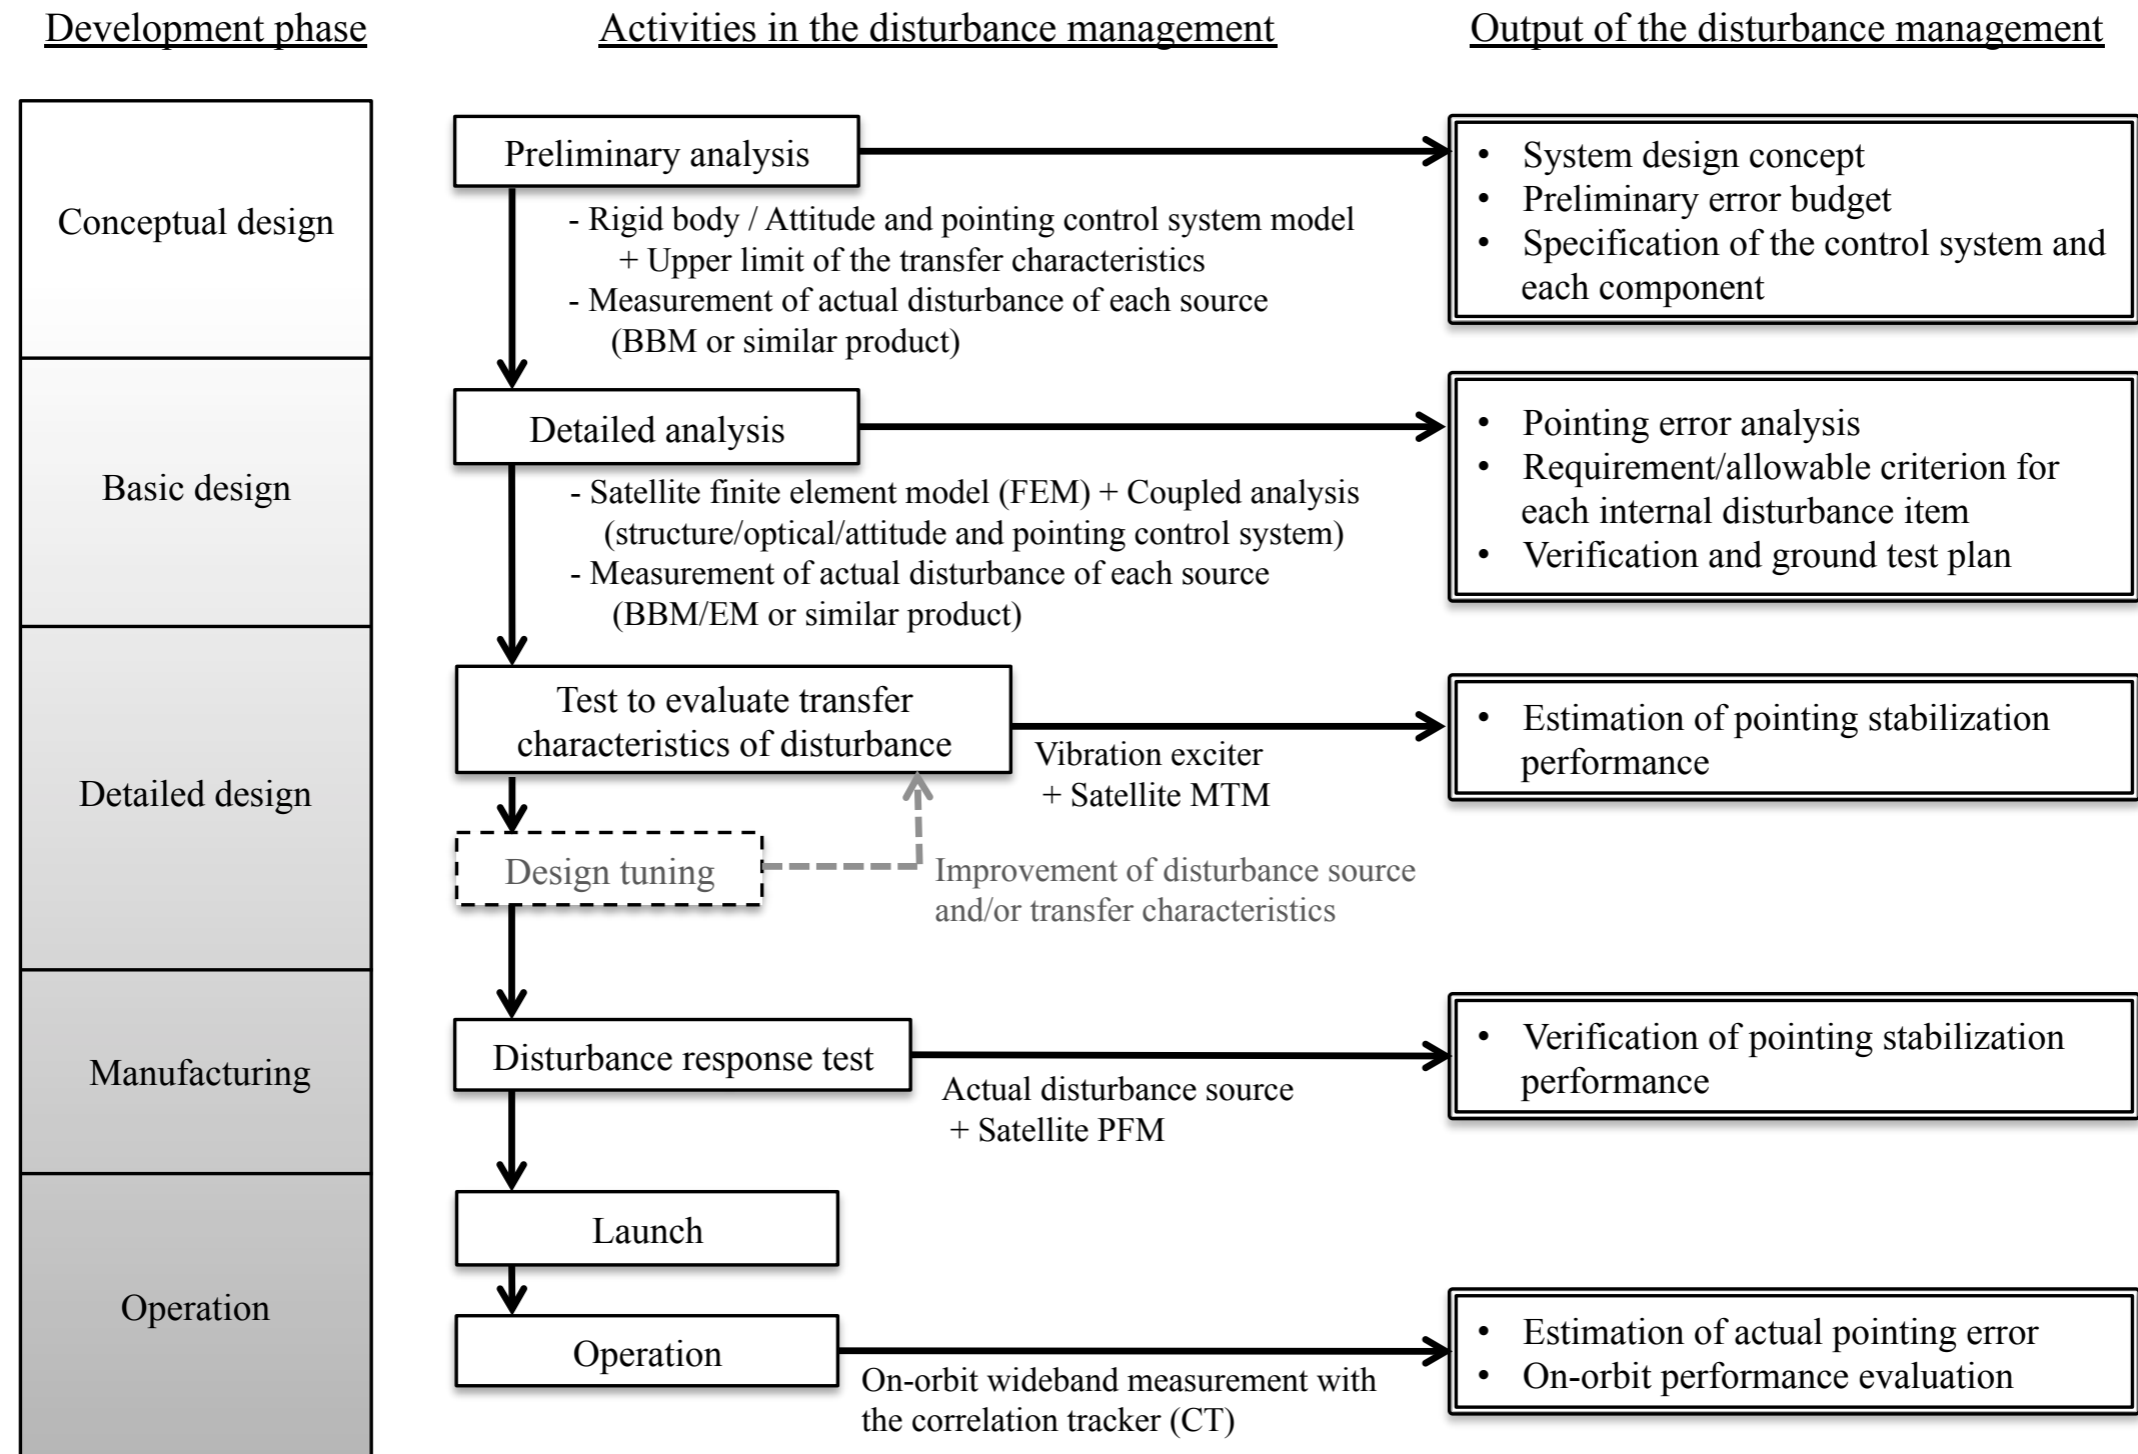 Development phase
Activities in the disturbance management
Output of the disturbance management
Conceptual design
Preliminary analysis
- Rigid body / Attitude and pointing control system model
+ Upper limit of the transfer characteristics
- Measurement of actual disturbance of each source
(BBM or similar product)
• System design concept
• Preliminary error budget
• Specification of the control system and
each component
Basic design
Detailed analysis
- Satellite finite element model (FEM) + Coupled analysis
(structure/optical/attitude and pointing control system)
- Measurement of actual disturbance of each source
(BBM/EM or similar product)
• Pointing error analysis
• Requirement/allowable criterion for
each internal disturbance item
• Verification and ground test plan
Detailed design
Test to evaluate transfer
characteristics of disturbance
Vibration exciter
+ Satellite MTM
• Estimation of pointing stabilization
performance
Design tuning
Improvement of disturbance source
and/or transfer characteristics
Manufacturing
Disturbance response test
Actual disturbance source
+ Satellite PFM
• Verification of pointing stabilization
performance
Operation
Launch
Operation
On-orbit wideband measurement with
the correlation tracker (CT)
• Estimation of actual pointing error
• On-orbit performance evaluation